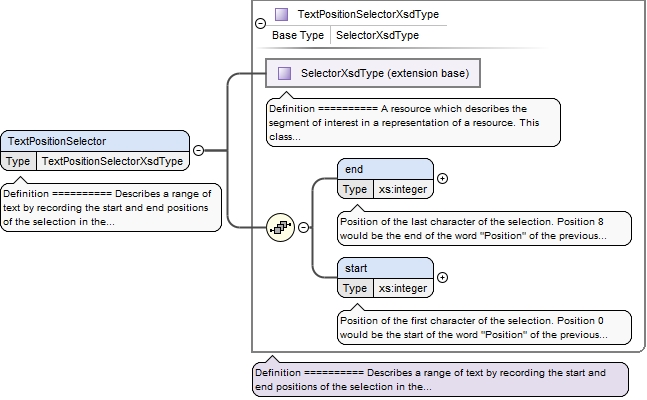 TextPositionSelectorXsdType
Base Type SelectorXsdType
SelectorXsdType (extension base)
Definition ========== A resource which describes the
segment of interest in a representation of a resource. This
class...
TextPositionSelector
Type TextPositionSelectorXsdType
Definition ========== Describes a range of
text by recording the start and end positions
of the selection in the...
end
Type xs:integer
Position of the last character of the selection. Position 8
would be the end of the word "Position" of the previous...
start
Type xs:integer
Position of the first character of the selection. Position 0
would be the start of the word "Position" of the previous...
Definition ========== Describes a range of text by recording the start and
end positions of the selection in the...